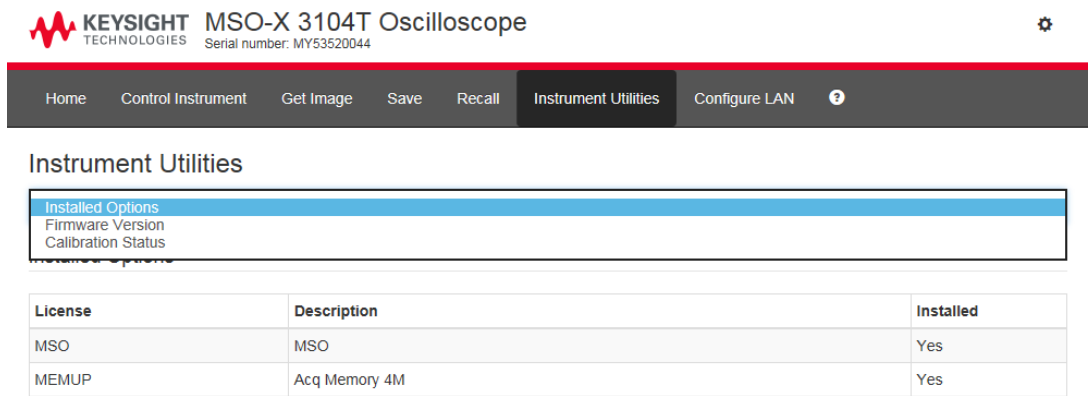 KEYSIGHT TECHNOLOGIES
MSO-X 3104T Oscilloscope
Serial number: MY53520044
Home Control Instrument Get Image Save Recall Instrument Utilities Configure LAN ?
Instrument Utilities
Installed Options
Firmware Version
Calibration Status
Installed Options
License Description Installed
MSO MSO Yes
MEMUP Acq Memory 4M Yes